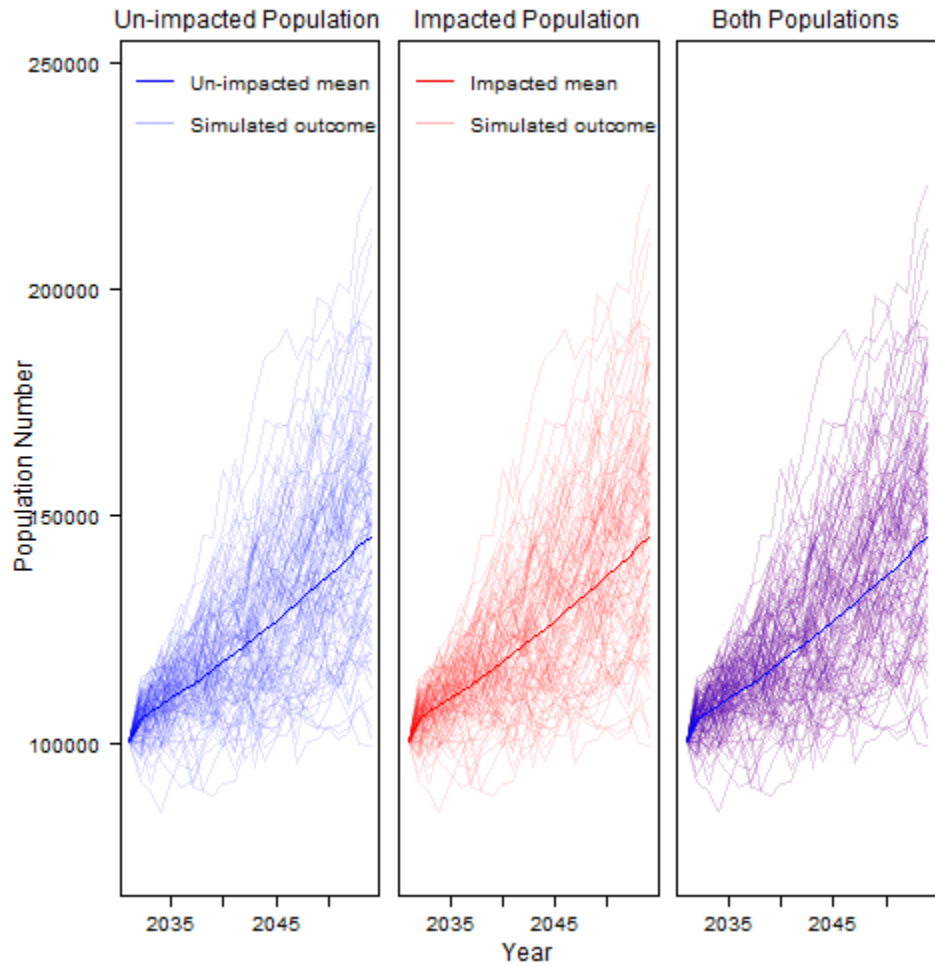 Un-impacted Population
Impacted Population
Both Populations
250000
200000
150000
100000
Population Number
Un-impacted mean
Simulated outcome
Impacted mean
Simulated outcome
2035
2045
2035
2045
2035
2045
Year